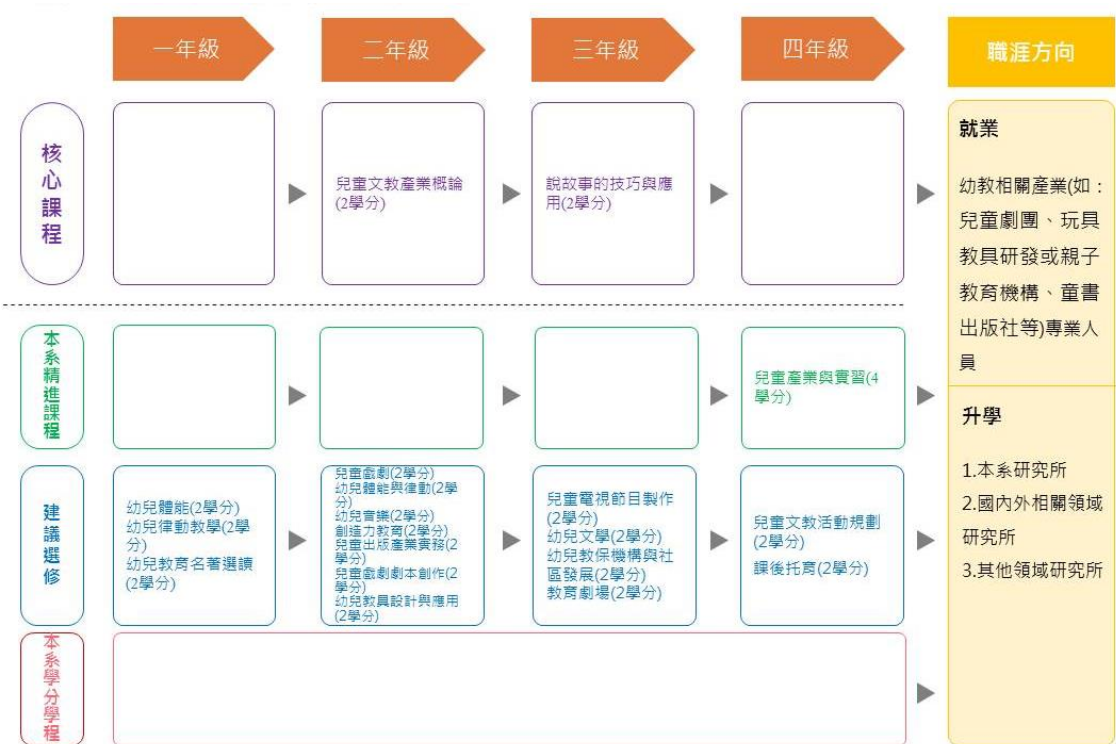 一年級
二年級
三年級
四年級
職涯方向
核心課程
兒童文教產業概論
(2學分)
說故事的技巧與應
用(2學分)
本系精進課程
兒童產業與實習(4
學分)
建議選修
幼兒體能(2學分)
幼兒律動教學(2學
分)
幼兒教育名著選讀
(2學分)
兒童戲劇(2學分)
幼兒體能與律動(2學
分)
幼兒音樂(2學分)
創造力教育(2學分)
兒童出版產業實務(2
學分)
兒童戲劇劇本創作(2
學分)
幼兒教具設計與應用
(2學分)
兒童電視節目製作
(2學分)
幼兒文學(2學分)
幼兒教保機構與社
區發展(2學分)
教育劇場(2學分)
兒童文教活動規劃
(2學分)
課後托育(2學分)
本系學分學程
就業
幼教相關產業(如：
兒童劇團、玩具
教具研發或親子
教育機構、童書
出版社等)專業人
員
升學
1.本系研究所
2.國內外相關領域
研究所
3.其他領域研究所